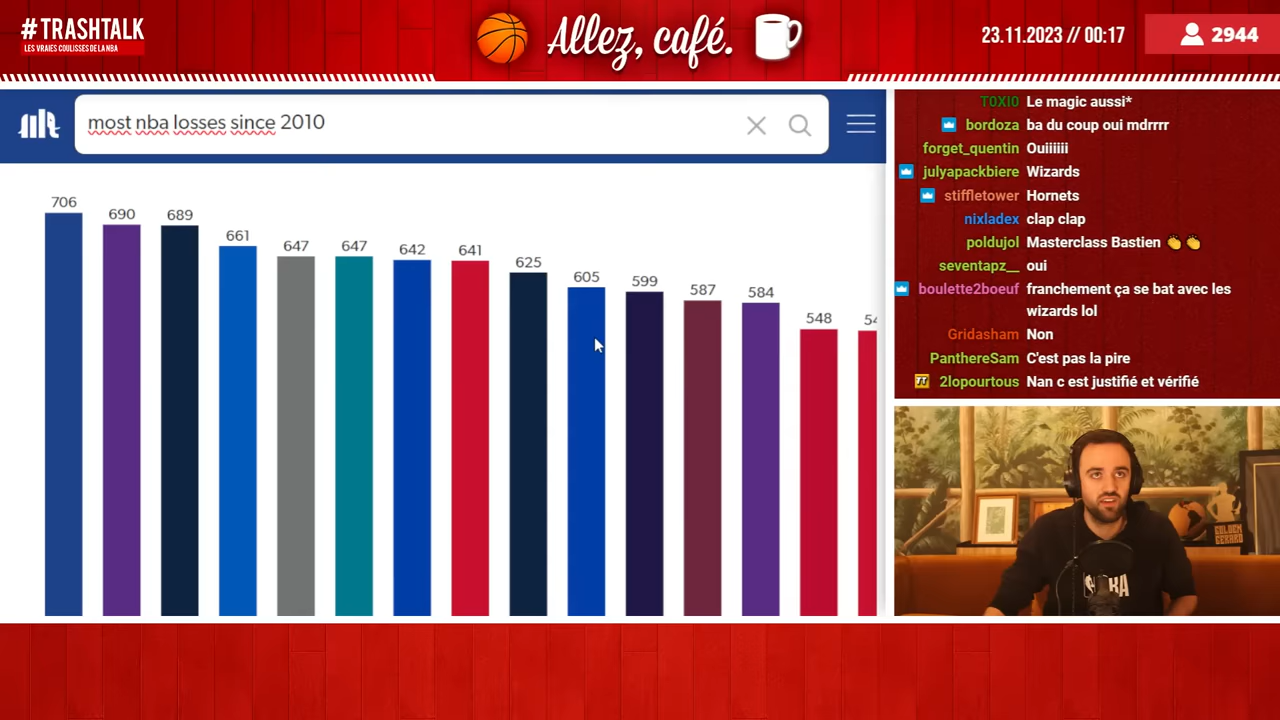 #TRASHTALK
LES VRAIES COULISSES DE LA NBA
Allez, café.
23.11.2023 // 00:17
2944
most nba losses since 2010
706
690
689
661
647
647
642
641
625
605
599
587
584
548
T0XI0 Le magic aussi*
bordoza ba du coup oui mdrrrr
forget_quentin Ouiiiiii
julyapackbiere Wizards
stiffletower Hornets
nixladex clap clap
poldujol Masterclass Bastien 👏 👏
seventapz__ oui
boulette2boeuf franchement ça se bat avec les
wizards lol
Gridasham Non
PanthereSam C'est pas la pire
2lopourtous Nan c est justifié et vérifié